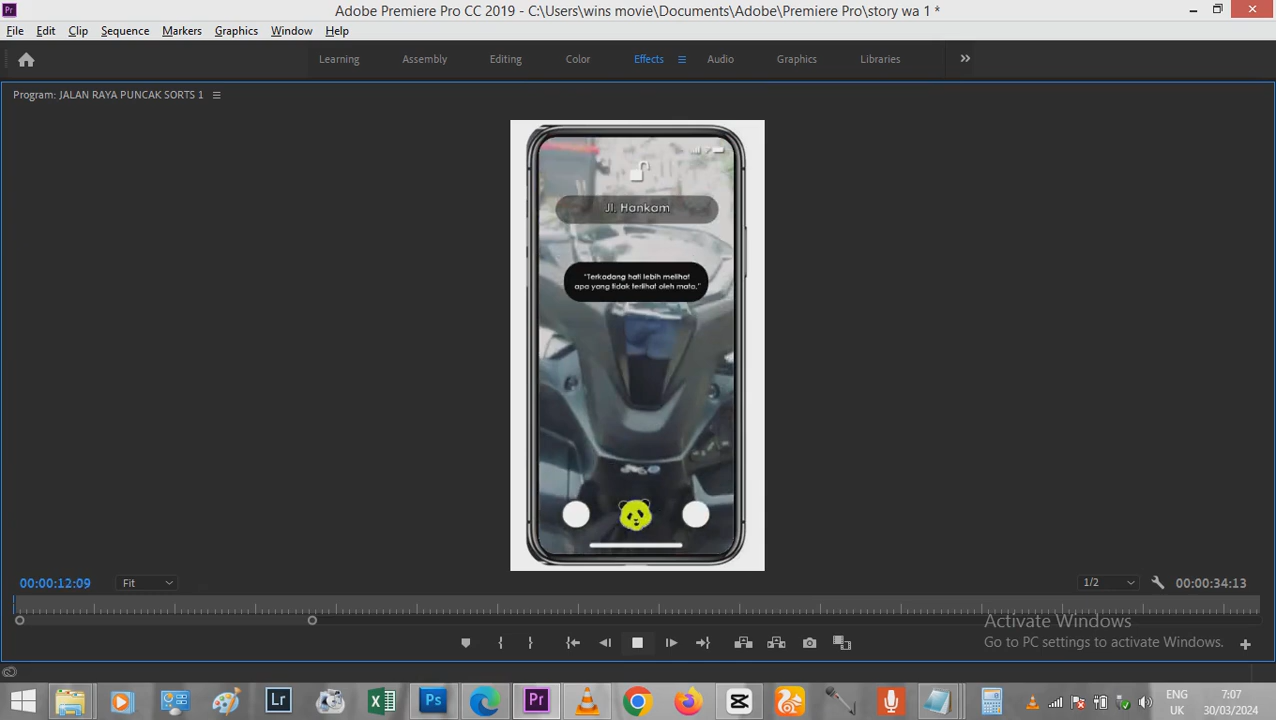 Adobe Premiere Pro CC 2019 - C:\Users\wins movie\Documents\Adobe\Premiere Pro\story wa 1 *
File Edit Clip Sequence Markers Graphics Window Help
Learning Assembly Editing Color Effects Audio Graphics Libraries
Program: JALAN RAYA PUNCAK SORTS 1
Jl. Hankam
"Terkadang hati lebih melihat
apa yang tidak terlihat oleh mata."
00:00:12:09 Fit 1/2 00:00:34:13
Activate Windows
Go to PC settings to activate Windows.
Lr Ps Pr
ENG 7:07
UK 30/03/2024